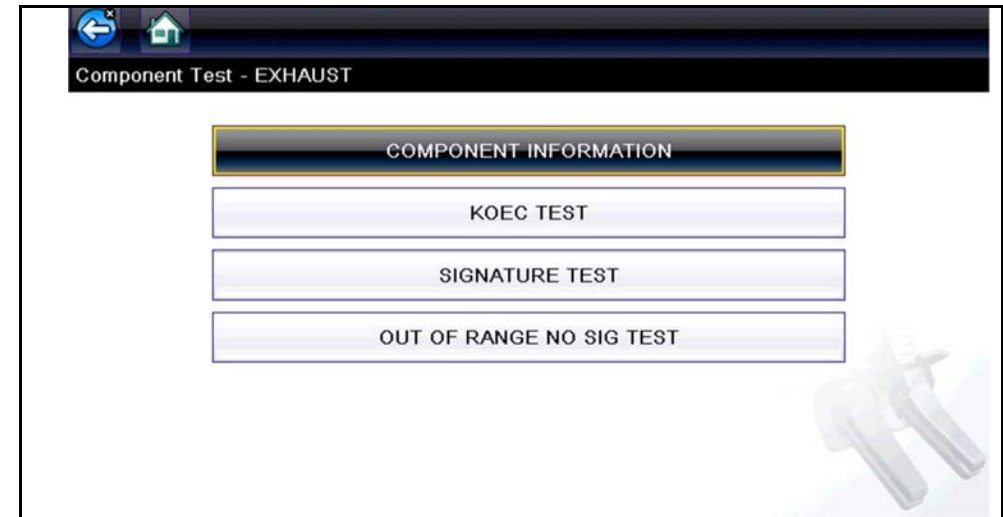 Component Test - EXHAUST
COMPONENT INFORMATION
KOEC TEST
SIGNATURE TEST
OUT OF RANGE NO SIG TEST